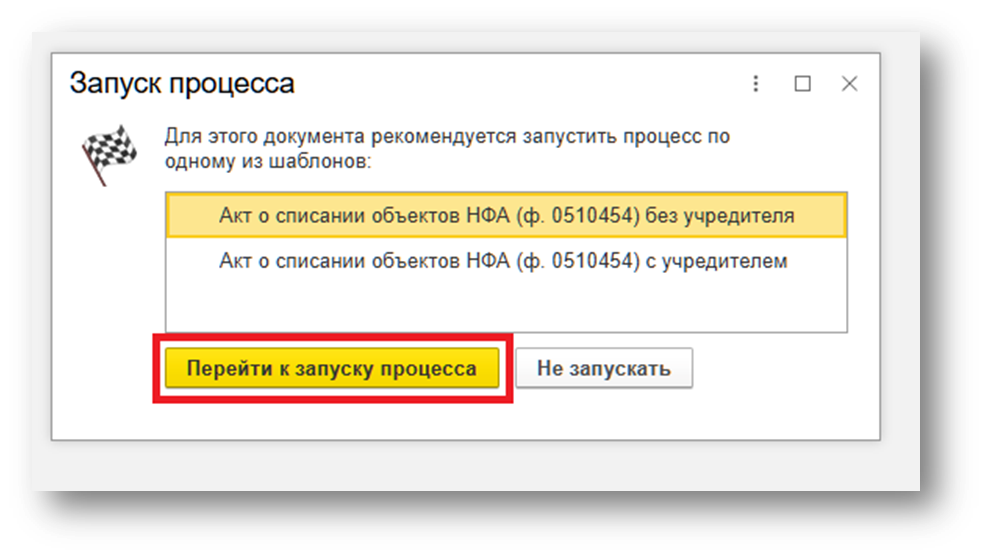 Запуск процесса
Для этого документа рекомендуется запустить процесс по
одному из шаблонов:
Акт о списании объектов НФА (ф. 0510454) без учредителя
Акт о списании объектов НФА (ф. 0510454) с учредителем
Перейти к запуску процесса
Не запускать